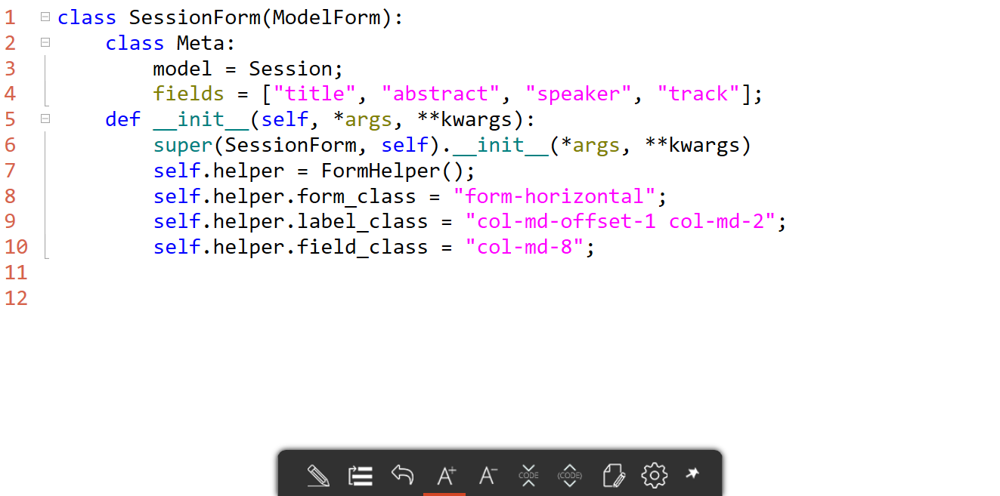 1 class SessionForm(ModelForm):
2     class Meta:
3         model = Session;
4         fields = ["title", "abstract", "speaker", "track"];
5     def __init__(self, *args, **kwargs):
6         super(SessionForm, self).__init__(*args, **kwargs)
7         self.helper = FormHelper();
8         self.helper.form_class = "form-horizontal";
9         self.helper.label_class = "col-md-offset-1 col-md-2";
10         self.helper.field_class = "col-md-8";
11
12
A+ A- CODE (CODE)